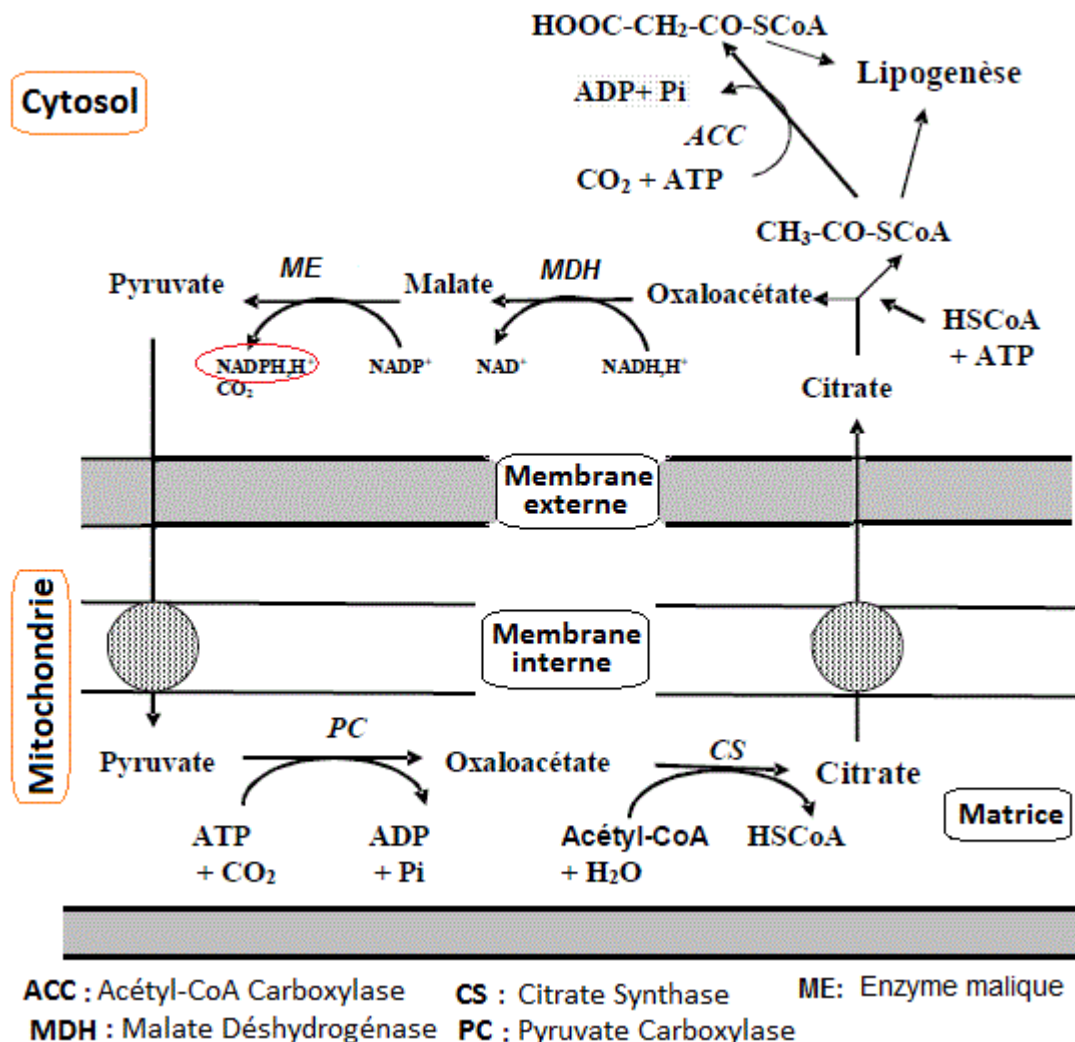 HOOC-CH₂-CO-SCoA
Lipogenèse
Cytosol
ADP+ Pi
ACC
CO₂ + ATP
CH₃-CO-SCoA
Pyruvate
ME
Malate
MDH
Oxaloacétate
HSCoA
+ ATP
NADPH,H⁺
CO₂
NADP⁺
NAD⁺
NADH,H⁺
Citrate
Membrane
externe
Mitochondrie
Membrane
interne
Pyruvate
PC
Oxaloacétate
CS
Citrate
Matrice
ATP
+ CO₂
ADP
+ Pi
Acétyl-CoA
+ H₂O
HSCoA
ACC : Acétyl-CoA Carboxylase CS : Citrate Synthase ME: Enzyme malique
MDH : Malate Déshydrogénase PC : Pyruvate Carboxylase